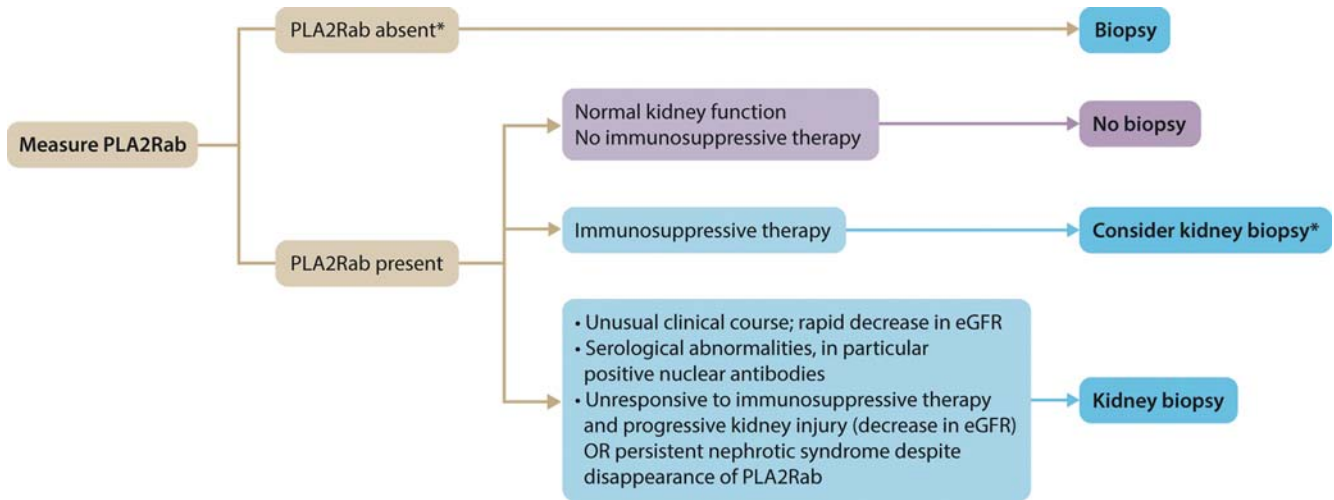 PLA2Rab absent*
Biopsy
Measure PLA2Rab
Normal kidney function
No immunosuppressive therapy
No biopsy
Immunosuppressive therapy
Consider kidney biopsy*
PLA2Rab present
• Unusual clinical course; rapid decrease in eGFR
• Serological abnormalities, in particular
positive nuclear antibodies
• Unresponsive to immunosuppressive therapy
and progressive kidney injury (decrease in eGFR)
OR persistent nephrotic syndrome despite
disappearance of PLA2Rab
Kidney biopsy